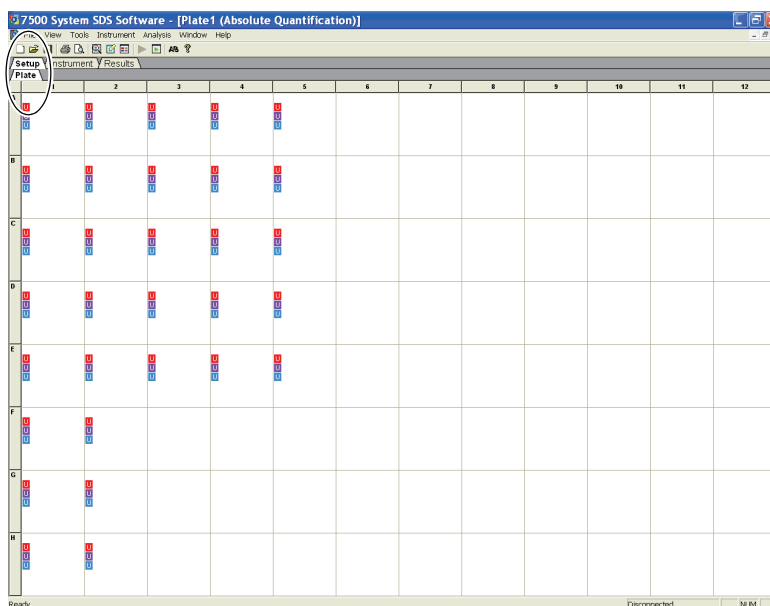 7500 System SDS Software - [Plate1 (Absolute Quantification)]
View Tools Instrument Analysis Window Help
Setup Instrument Results
Plate
1 2 3 4 5 6 7 8 9 10 11 12
A
U U U U U
U U U U U
U U U U U
B
U U U U U
U U U U U
U U U U U
C
U U U U U
U U U U U
U U U U U
D
U U U U U
U U U U U
U U U U U
E
U U U U U
U U U U U
U U U U U
F
U U
U U
U U
G
U U
U U
U U
H
U U
U U
U U
Ready Disconnected NUM